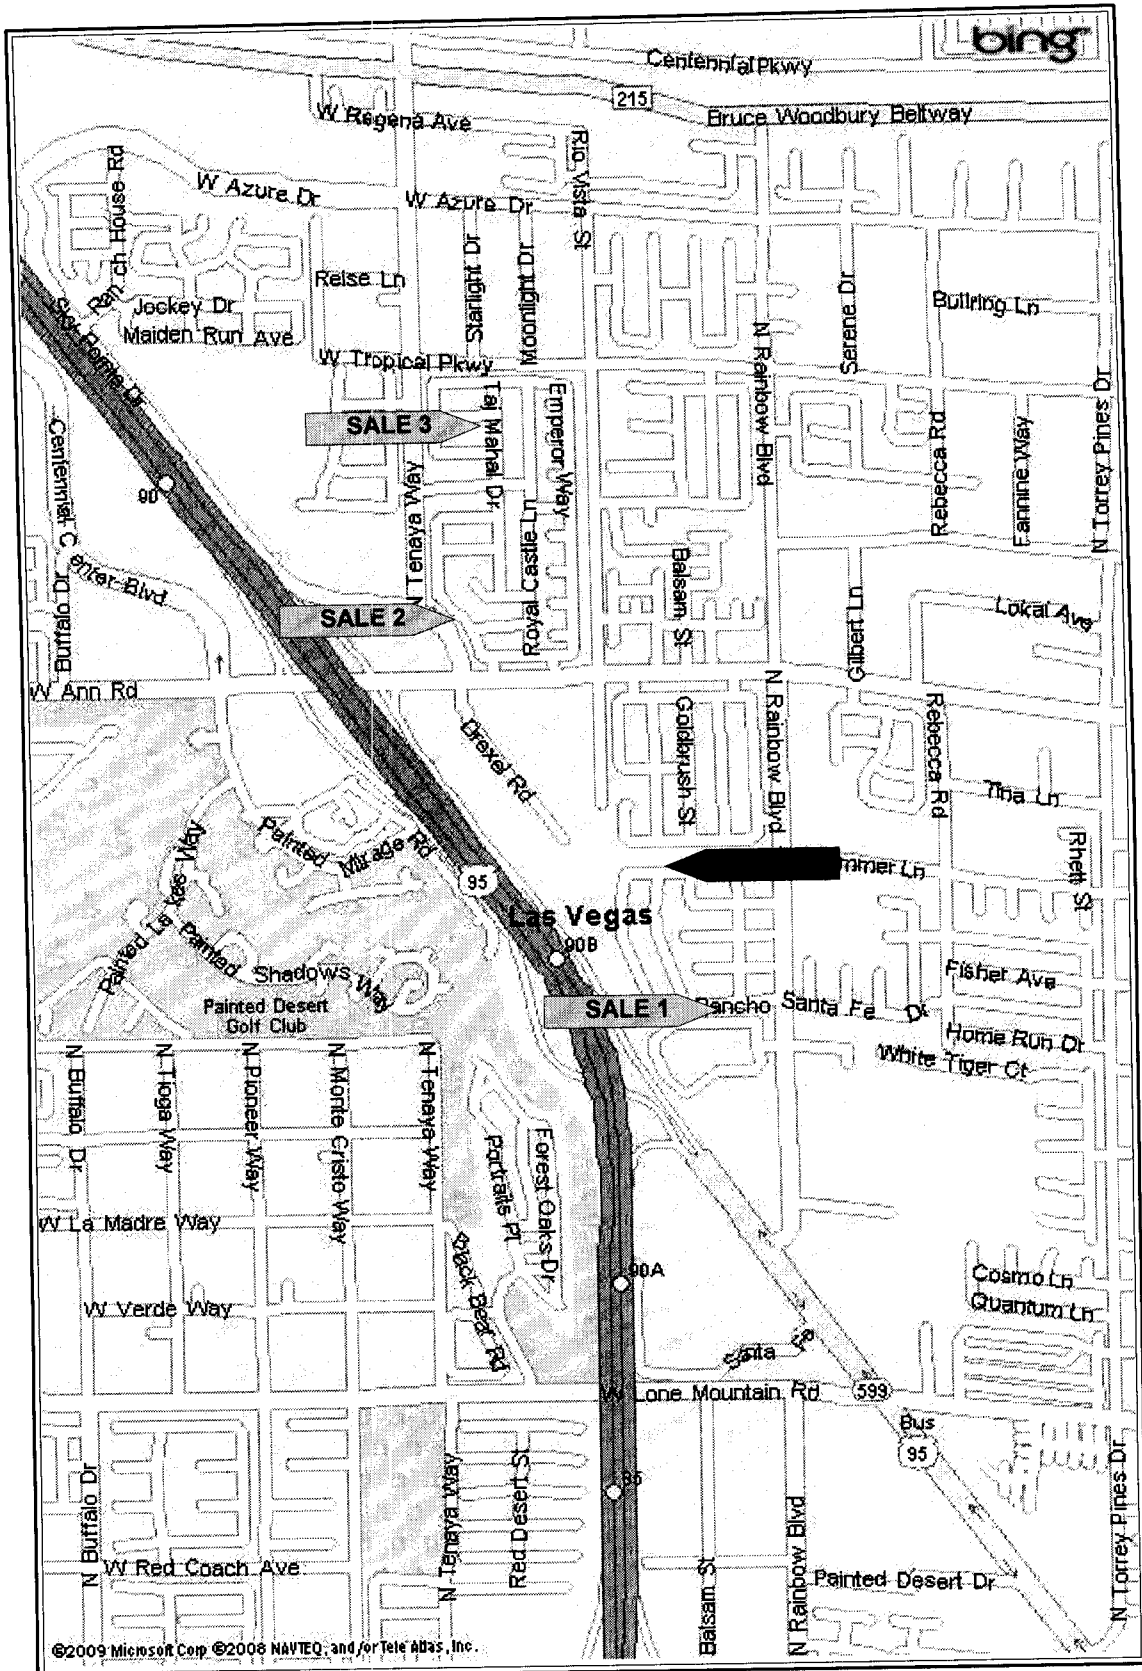 bing
Centennial Pkwy
215
Bruce Woodbury Beltway
W Regena Ave
Rio Vista St
Ranch House Rd
W Azure Dr
W Azure Dr
Starlight Dr
Moonlight Dr
Reise Ln
Serene Dr
Bullring Ln
Jockey Dr
Maiden Run Ave
Sky Pointe Dr
N Rainbow Blvd
W Tropical Pkwy
Taj Mahal Dr
Emperor Way
SALE 3
Rebecca Rd
Fannine Way
N Torrey Pines Dr
Centennial Center Blvd
90
N Tenaya Way
Royal Castle Ln
Balsam St
Gilbert Ln
Lokal Ave
SALE 2
Buffalo Dr
W Ann Rd
Drexel Rd
Goldbrush St
N Rainbow Blvd
Rebecca Rd
Tina Ln
Painted Mirage Rd
Rhett St
mmer Ln
95
Las Vegas
90B
Painted Shadows Way
Painted Desert
Golf Club
Fisher Ave
SALE 1
ancho Santa Fe Dr
Home Run Dr
White Tiger Ct
N Buffalo Dr
N Tioga Way
N Pioneer Way
N Monte Cristo Way
N Tenaya Way
Portraits Pl
Forest Oaks Dr
W La Madre Way
Black Bear Rd
90A
Cosmo Ln
Quantum Ln
W Verde Way
Santa Fe
W Lone Mountain Rd
599
Bus
95
N Buffalo Dr
N Tenaya Way
Red Desert St
N Rainbow Blvd
Balsam St
N Torrey Pines Dr
W Red Coach Ave
Painted Desert Dr
©2009 Microsoft Corp ©2008 NAVTEQ, and/or Tele Atlas, Inc.